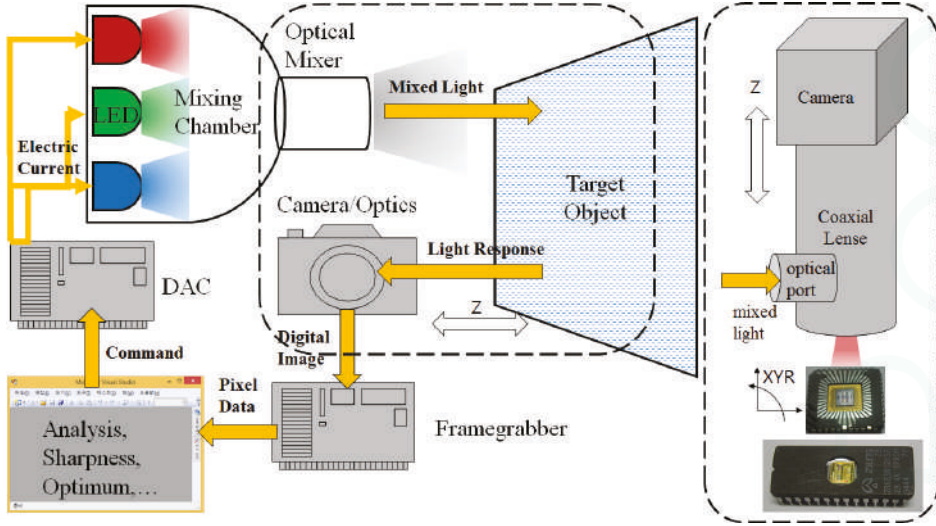 Optical
Mixer
LED
Mixing
Chamber
Mixed Light
Electric
Current
Target
Object
Camera/Optics
Light Response
DAC
Z
Digital
Image
Command
Pixel
Data
Framegrabber
Analysis,
Sharpness,
Optimum,...
Z
Camera
Coaxial
Lense
optical
port
mixed
light
XYR